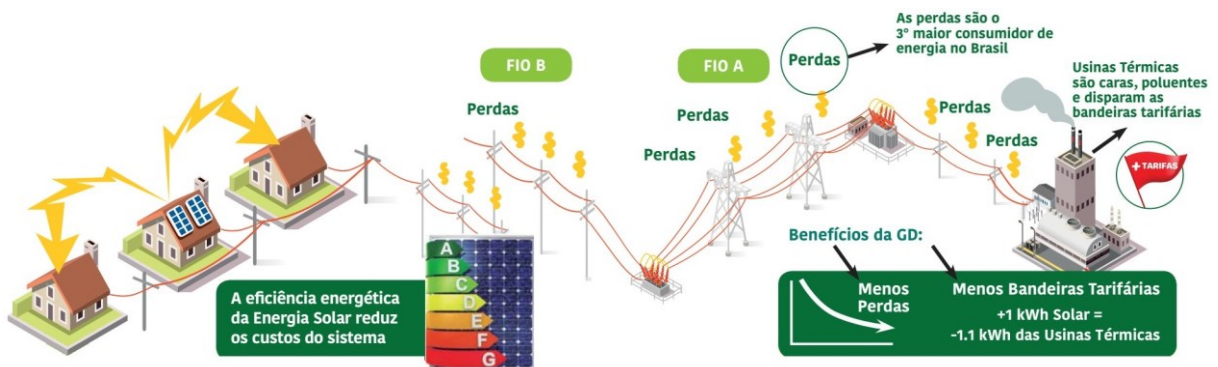 FIO B
Perdas
FIO A
Perdas
Perdas
Perdas
As perdas são o
3º maior consumidor de
energia no Brasil
Perdas
Perdas
Usinas Térmicas
são caras, poluentes
e disparam as
bandeiras tarifárias
+ TARIFAS
A eficiência energética
da Energia Solar reduz
os custos do sistema
A
B
C
D
E
F
G
Benefícios da GD:
Menos
Perdas
Menos Bandeiras Tarifárias
+1 kWh Solar =
-1.1 kWh das Usinas Térmicas